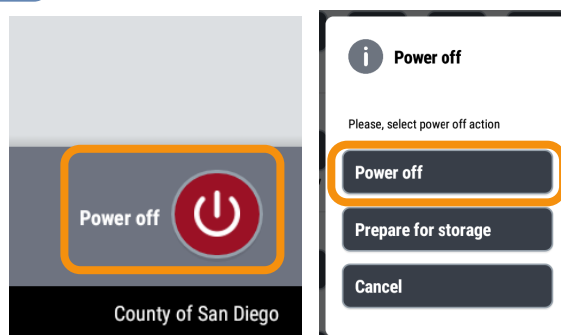 Power off
County of San Diego
Power off
Please, select power off action
Power off
Prepare for storage
Cancel